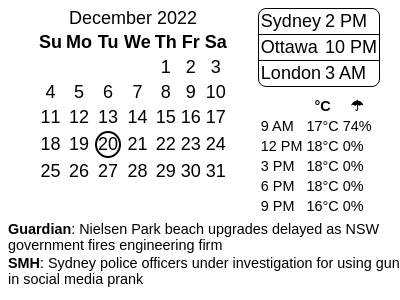 December 2022
Su Mo Tu We Th Fr Sa
1 2 3
4 5 6 7 8 9 10
11 12 13 14 15 16 17
18 19 20 21 22 23 24
25 26 27 28 29 30 31
Sydney 2 PM
Ottawa 10 PM
London 3 AM
°C ☂
9 AM 17°C 74%
12 PM 18°C 0%
3 PM 18°C 0%
6 PM 18°C 0%
9 PM 16°C 0%
Guardian: Nielsen Park beach upgrades delayed as NSW
government fires engineering firm
SMH: Sydney police officers under investigation for using gun
in social media prank